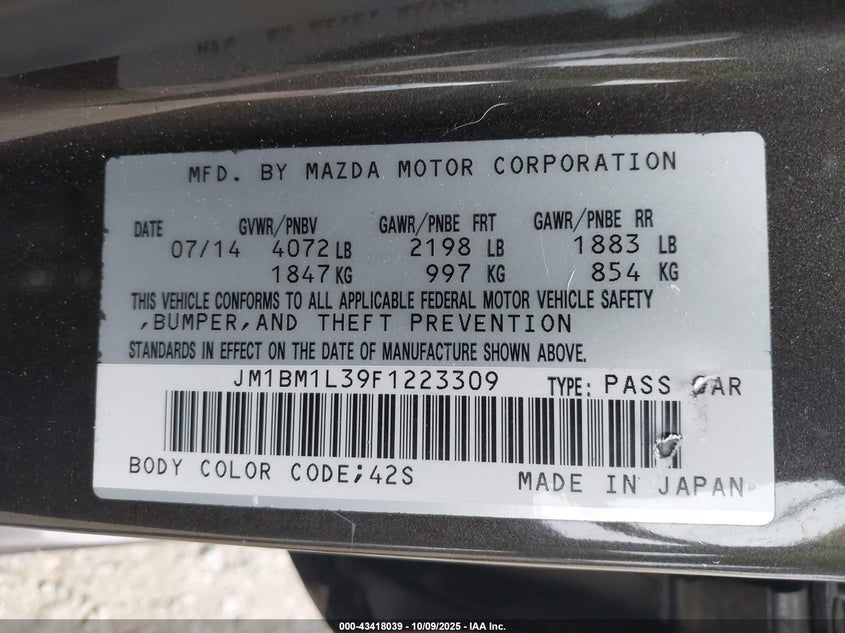 MFD. BY MAZDA MOTOR CORPORATION
DATE GVWR/PNBV GAWR/PNBE FRT GAWR/PNBE RR
07/14 4072 LB 2198 LB 1883 LB
1847 KG 997 KG 854 KG
THIS VEHICLE CONFORMS TO ALL APPLICABLE FEDERAL MOTOR VEHICLE SAFETY
,BUMPER,AND THEFT PREVENTION
STANDARDS IN EFFECT ON THE DATE OF MANUFACTURE SHOWN ABOVE.
JM1BM1L39F1223309 TYPE: PASS CAR
BODY COLOR CODE;42S MADE IN JAPAN
000-43418039 - 10/09/2025 - IAA Inc.